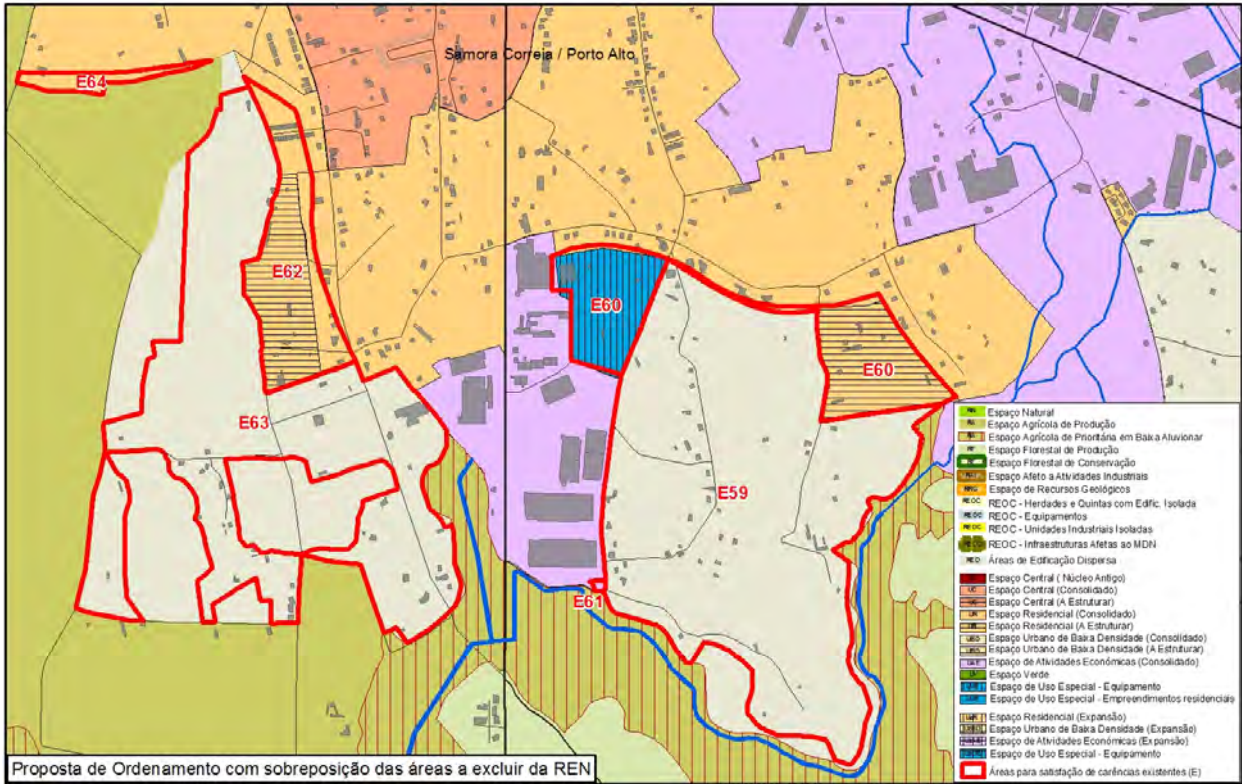 Samora Correia / Porto Alto
E64
E62
E60
E60
E63
E59
E61
Espaço Natural
Espaço Agrícola de Produção
Espaço Agrícola de Prioritária em Baixa Aluvionar
Espaço Florestal de Produção
Espaço Florestal de Conservação
Espaço Afeto a Atividades Industriais
Espaço de Recursos Geológicos
REOC REOC - Herdades e Quintas com Edific. Isolada
REOC REOC - Equipamentos
REOC REOC - Unidades Industriais Isoladas
REOC - Infraestruturas Afetas ao MDN
RED Áreas de Edificação Dispersa
Espaço Central ( Núcleo Antigo)
UC Espaço Central (Consolidado)
Espaço Central (A Estruturar)
UR Espaço Residencial (Consolidado)
Espaço Residencial (A Estruturar)
UBD Espaço Urbano de Baixa Densidade (Consolidado)
Espaço Urbano de Baixa Densidade (A Estruturar)
Espaço de Atividades Económicas (Consolidado)
Espaço Verde
Espaço de Uso Especial - Equipamento
Espaço de Uso Especial - Empreendimentos residenciais
Espaço Residencial (Expansão)
Espaço Urbano de Baixa Densidade (Expansão)
Espaço de Atividades Económicas (Expansão)
Espaço de Uso Especial - Equipamento
Áreas para satisfação de carências existentes (E)
Proposta de Ordenamento com sobreposição das áreas a excluir da REN